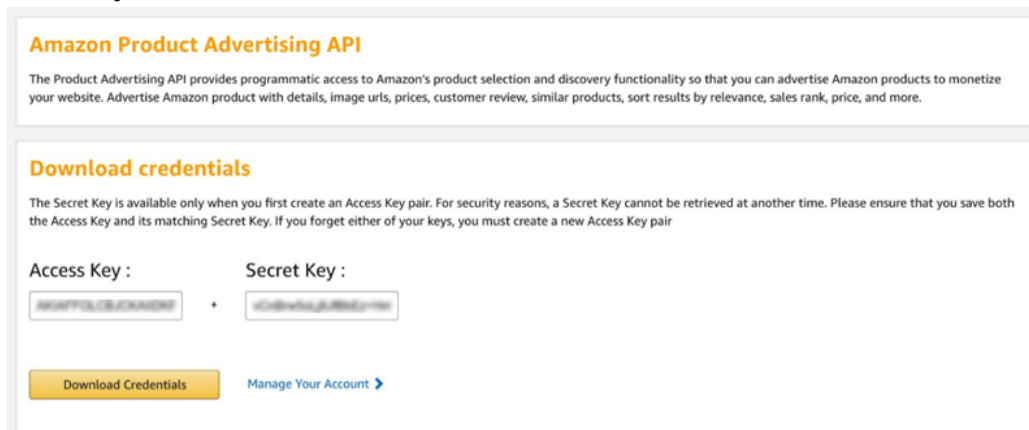 Amazon Product Advertising API
The Product Advertising API provides programmatic access to Amazon's product selection and discovery functionality so that you can advertise Amazon products to monetize
your website. Advertise Amazon product with details, image urls, prices, customer review, similar products, sort results by relevance, sales rank, price, and more.
Download credentials
The Secret Key is available only when you first create an Access Key pair. For security reasons, a Secret Key cannot be retrieved at another time. Please ensure that you save both
the Access Key and its matching Secret Key. If you forget either of your keys, you must create a new Access Key pair
Access Key : Secret Key :
+
Download Credentials Manage Your Account ❯